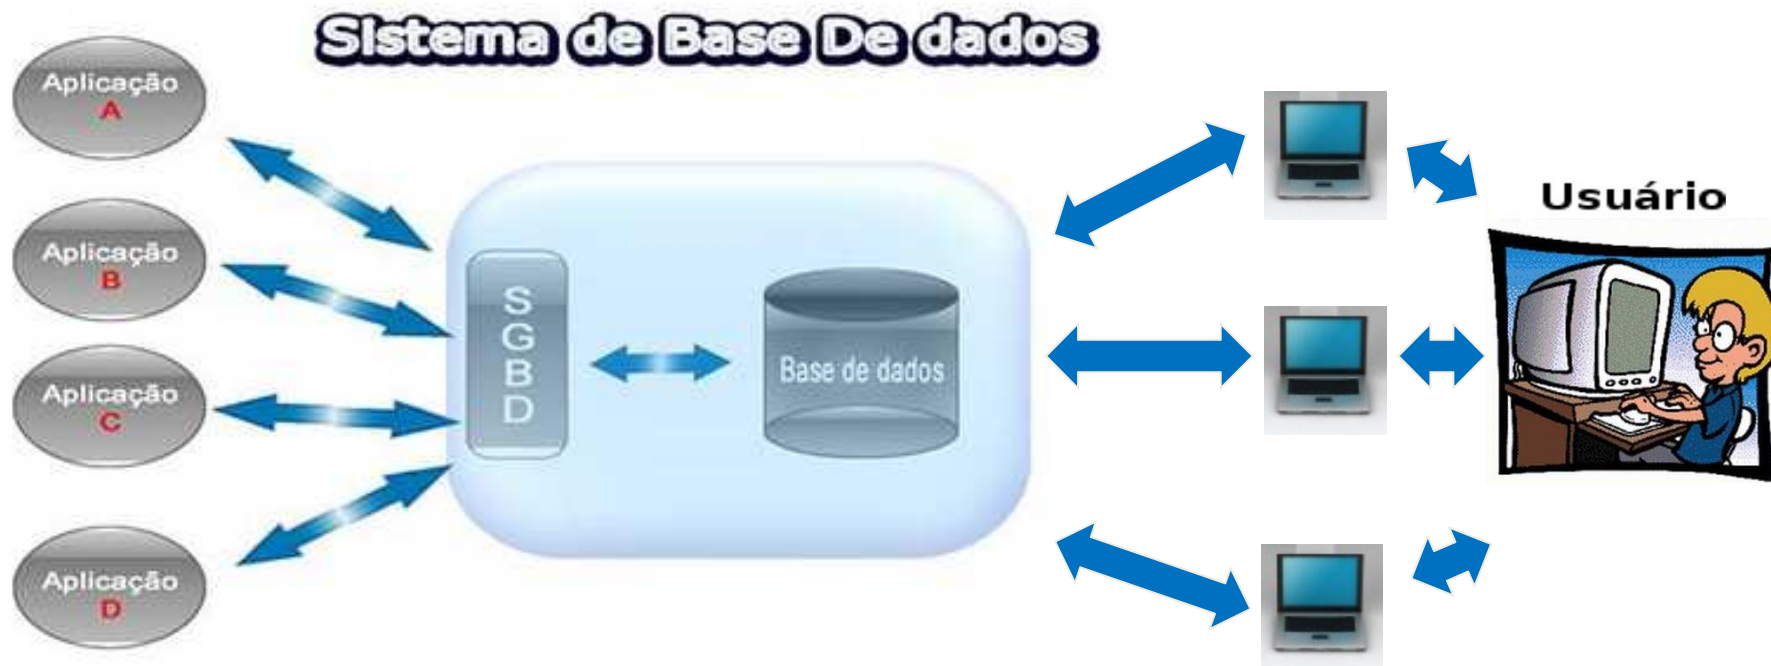 Sistema de Base De dados
Aplicação
A
Aplicação
B
Aplicação
C
Aplicação
D
S
G
B
D
Base de dados
Usuário